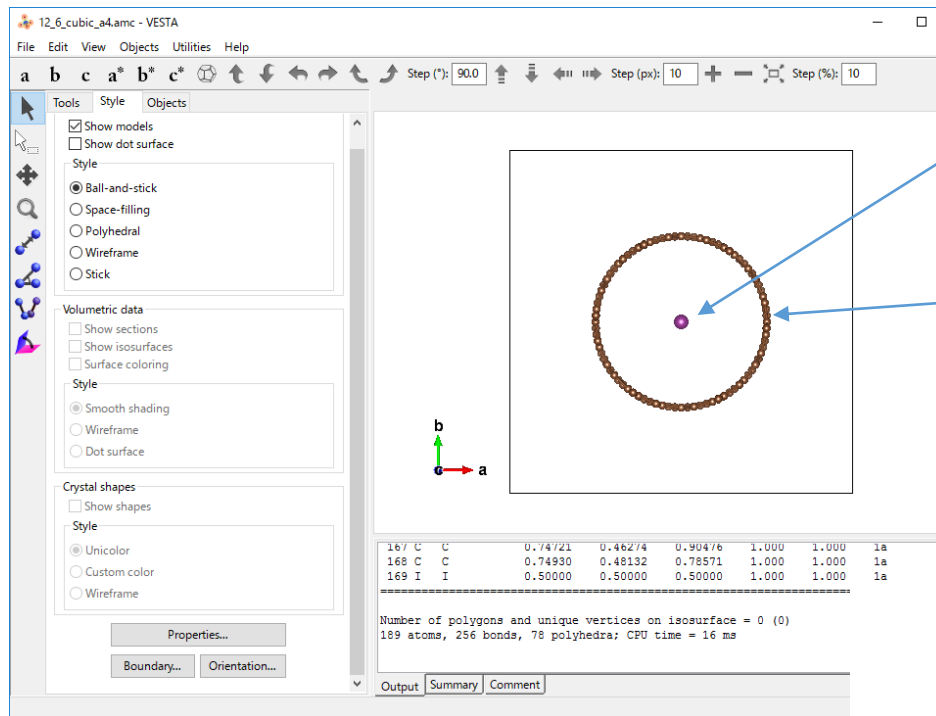 12_6_cubic_a4.amc - VESTA
File Edit View Objects Utilities Help
a b c a* b* c* Step (°): 90.0 Step (px): 10 Step (%): 10
Tools Style Objects
Show models
Show dot surface
Style
Ball-and-stick
Space-filling
Polyhedral
Wireframe
Stick
Volumetric data
Show sections
Show isosurfaces
Surface coloring
Style
Smooth shading
Wireframe
Dot surface
Crystal shapes
Show shapes
Style
Unicolor
Custom color
Wireframe
Properties...
Boundary... Orientation...
b
c a
167 C C 0.74721 0.46274 0.90476 1.000 1.000 1a
168 C C 0.74930 0.48132 0.78571 1.000 1.000 1a
169 I I 0.50000 0.50000 0.50000 1.000 1.000 1a
Number of polygons and unique vertices on isosurface = 0 (0)
189 atoms, 256 bonds, 78 polyhedra; CPU time = 16 ms
Output Summary Comment